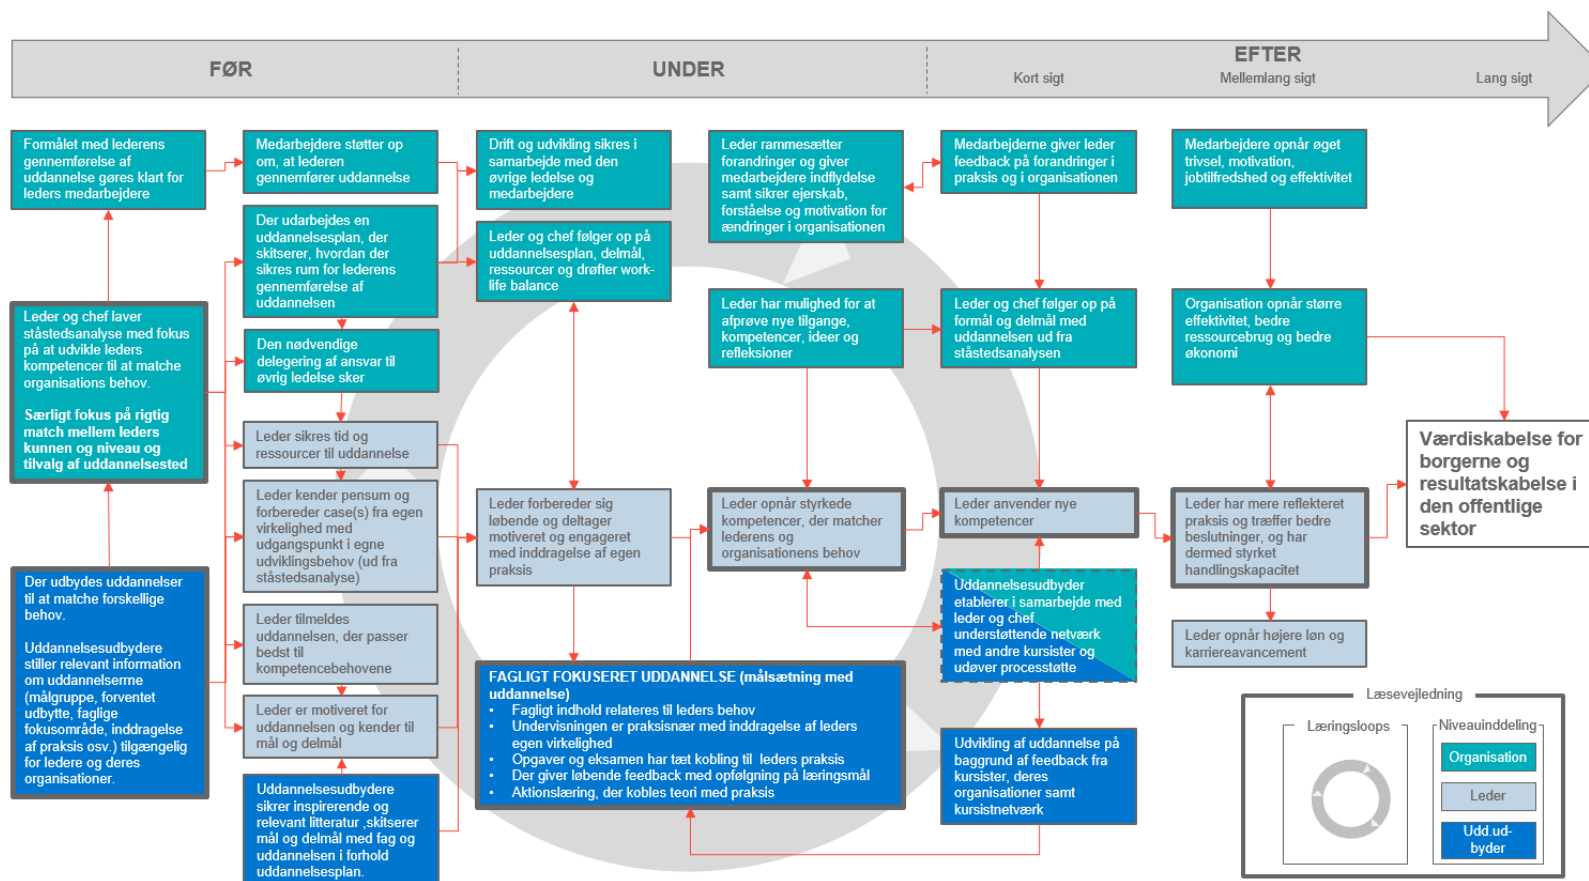 FØR
UNDER
EFTER
Kort sigt
Mellemlang sigt
Lang sigt
Formålet med lederens
gennemførelse af
uddannelse gøres klart for
leders medarbejdere
Leder og chef laver
ståstedsanalyse med fokus
på at udvikle leders
kompetencer til at matche
organisations behov.
Særligt fokus på rigtig
match mellem leders
kunnen og niveau og
tilvalg af uddannelsested
Der udbydes uddannelser
til at matche forskellige
behov.
Uddannelsesudbydere
stiller relevant information
om uddannelserne
(målgruppe, forventet
udbytte, faglige
fokusområde, inddragelse
af praksis osv.) tilgængelig
for ledere og deres
organisationer.
Medarbejdere støtter op
om, at lederen
gennemfører uddannelse
Der udarbejdes en
uddannelsesplan, der
skitserer, hvordan der
sikres rum for lederens
gennemførelse af
uddannelsen
Den nødvendige
delegering af ansvar til
øvrig ledelse sker
Leder sikres tid og
ressourcer til uddannelse
Leder kender pensum og
forbereder case(s) fra egen
virkelighed med
udgangspunkt i egne
udviklingsbehov (ud fra
ståstedsanalyse)
Leder tilmeldes
uddannelsen, der passer
bedst til
kompetencebehovene
Leder er motiveret for
uddannelsen og kender til
mål og delmål
Uddannelsesudbydere
sikrer inspirerende og
relevant litteratur ,skitserer
mål og delmål med fag og
uddannelsen i forhold
uddannelsesplan.
Drift og udvikling sikres i
samarbejde med den
øvrige ledelse og
medarbejdere
Leder og chef følger op på
uddannelsesplan, delmål,
ressourcer og drøfter work-
life balance
Leder forbereder sig
løbende og deltager
motiveret og engageret
med inddragelse af egen
praksis
FAGLIGT FOKUSERET UDDANNELSE (målsætning med
uddannelse)
• Fagligt indhold relateres til leders behov
• Undervisningen er praksisnær med inddragelse af leders
egen virkelighed
• Opgaver og eksamen har tæt kobling til leders praksis
• Der giver løbende feedback med opfølgning på læringsmål
• Aktionslæring, der kobles teori med praksis
Leder rammesætter
forandringer og giver
medarbejdere indflydelse
samt sikrer ejerskab,
forståelse og motivation for
ændringer i organisationen
Leder har mulighed for at
afprøve nye tilgange,
kompetencer, ideer og
refleksioner
Leder opnår styrkede
kompetencer, der matcher
lederens og
organisationens behov
Medarbejderne giver leder
feedback på forandringer i
praksis og i organisationen
Leder og chef følger op på
formål og delmål med
uddannelsen ud fra
ståstedsanalysen
Leder anvender nye
kompetencer
Uddannelsesudbyder
etablerer i samarbejde med
leder og chef
understøttende netværk
med andre kursister og
udøver processtøtte
Udvikling af uddannelse på
baggrund af feedback fra
kursister, deres
organisationer samt
kursistnetværk
Medarbejdere opnår øget
trivsel, motivation,
jobtilfredshed og effektivitet
Organisation opnår større
effektivitet, bedre
ressourcebrug og bedre
økonomi
Leder har mere reflekteret
praksis og træffer bedre
beslutninger, og har
dermed styrket
handlingskapacitet
Leder opnår højere løn og
karriereavancement
Værdiskabelse for
borgerne og
resultatskabelse i
den offentlige
sektor
Læsevejledning
Læringsloops
Niveauinddeling
Organisation
Leder
Udd.ud-
byder